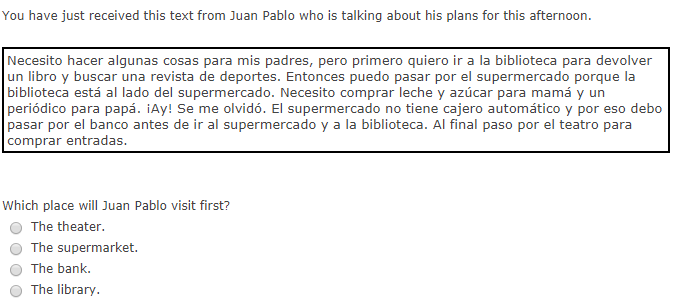 You have just received this text from Juan Pablo who is talking about his plans for this afternoon.
Necesito hacer algunas cosas para mis padres, pero primero quiero ir a la biblioteca para devolver
un libro y buscar una revista de deportes. Entonces puedo pasar por el supermercado porque la
biblioteca está al lado del supermercado. Necesito comprar leche y azúcar para mamá y un
periódico para papá. ¡Ay! Se me olvidó. El supermercado no tiene cajero automático y por eso debo
pasar por el banco antes de ir al supermercado y a la biblioteca. Al final paso por el teatro para
comprar entradas.
Which place will Juan Pablo visit first?
The theater.
The supermarket.
The bank.
The library.